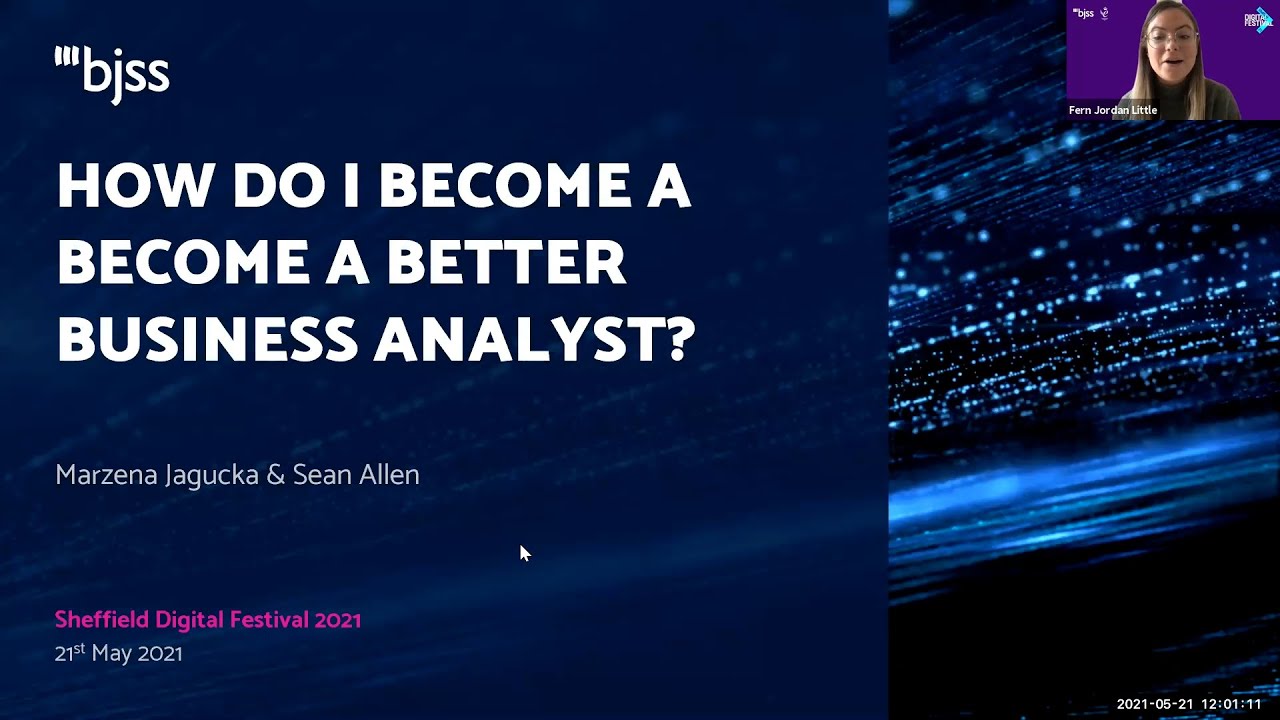 bjss
HOW DO I BECOME A
BECOME A BETTER
BUSINESS ANALYST?
Marzena Jagucka & Sean Allen
Sheffield Digital Festival 2021
21st May 2021
bjss
DIGITAL
FESTIVAL
Fern Jordan Little
2021-05-21 12:01:11